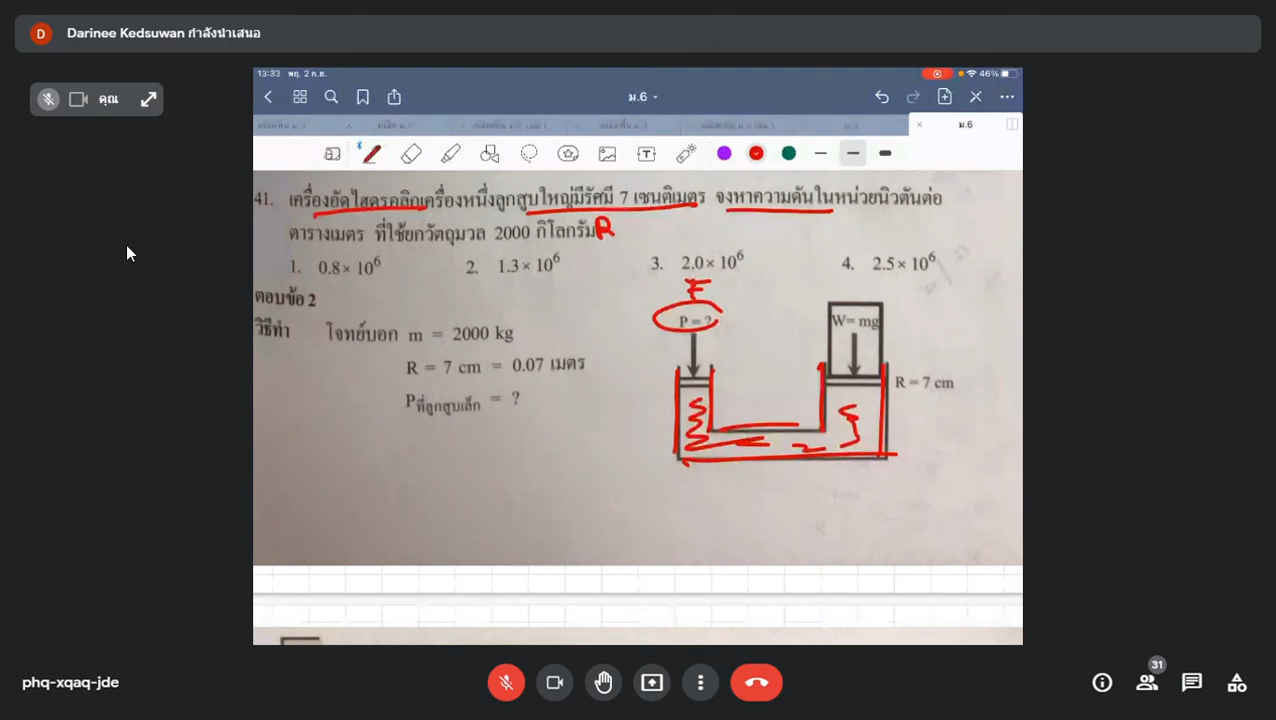 D Darinee Kedsuwan กำลังนำเสนอ
คุณ
13:33 พฤ. 2 ก.ย.
46%
ม.6
ม.6
41. เครื่องอัดไฮดรอลิกเครื่องหนึ่งลูกสูบใหญ่มีรัศมี 7 เซนติเมตร จงหาความดันในหน่วยนิวตันต่อ
ตารางเมตร ที่ใช้ยกวัตถุมวล 2000 กิโลกรัม R
1. 0.8 × 10⁶ 2. 1.3 × 10⁶ 3. 2.0 × 10⁶ 4. 2.5 × 10⁶
ตอบข้อ 2
F
วิธีทำ โจทย์บอก m = 2000 kg
P = ?
W= mg
R = 7 cm = 0.07 เมตร
R = 7 cm
Pที่ลูกสูบเล็ก = ?
phq-xqaq-jde
31